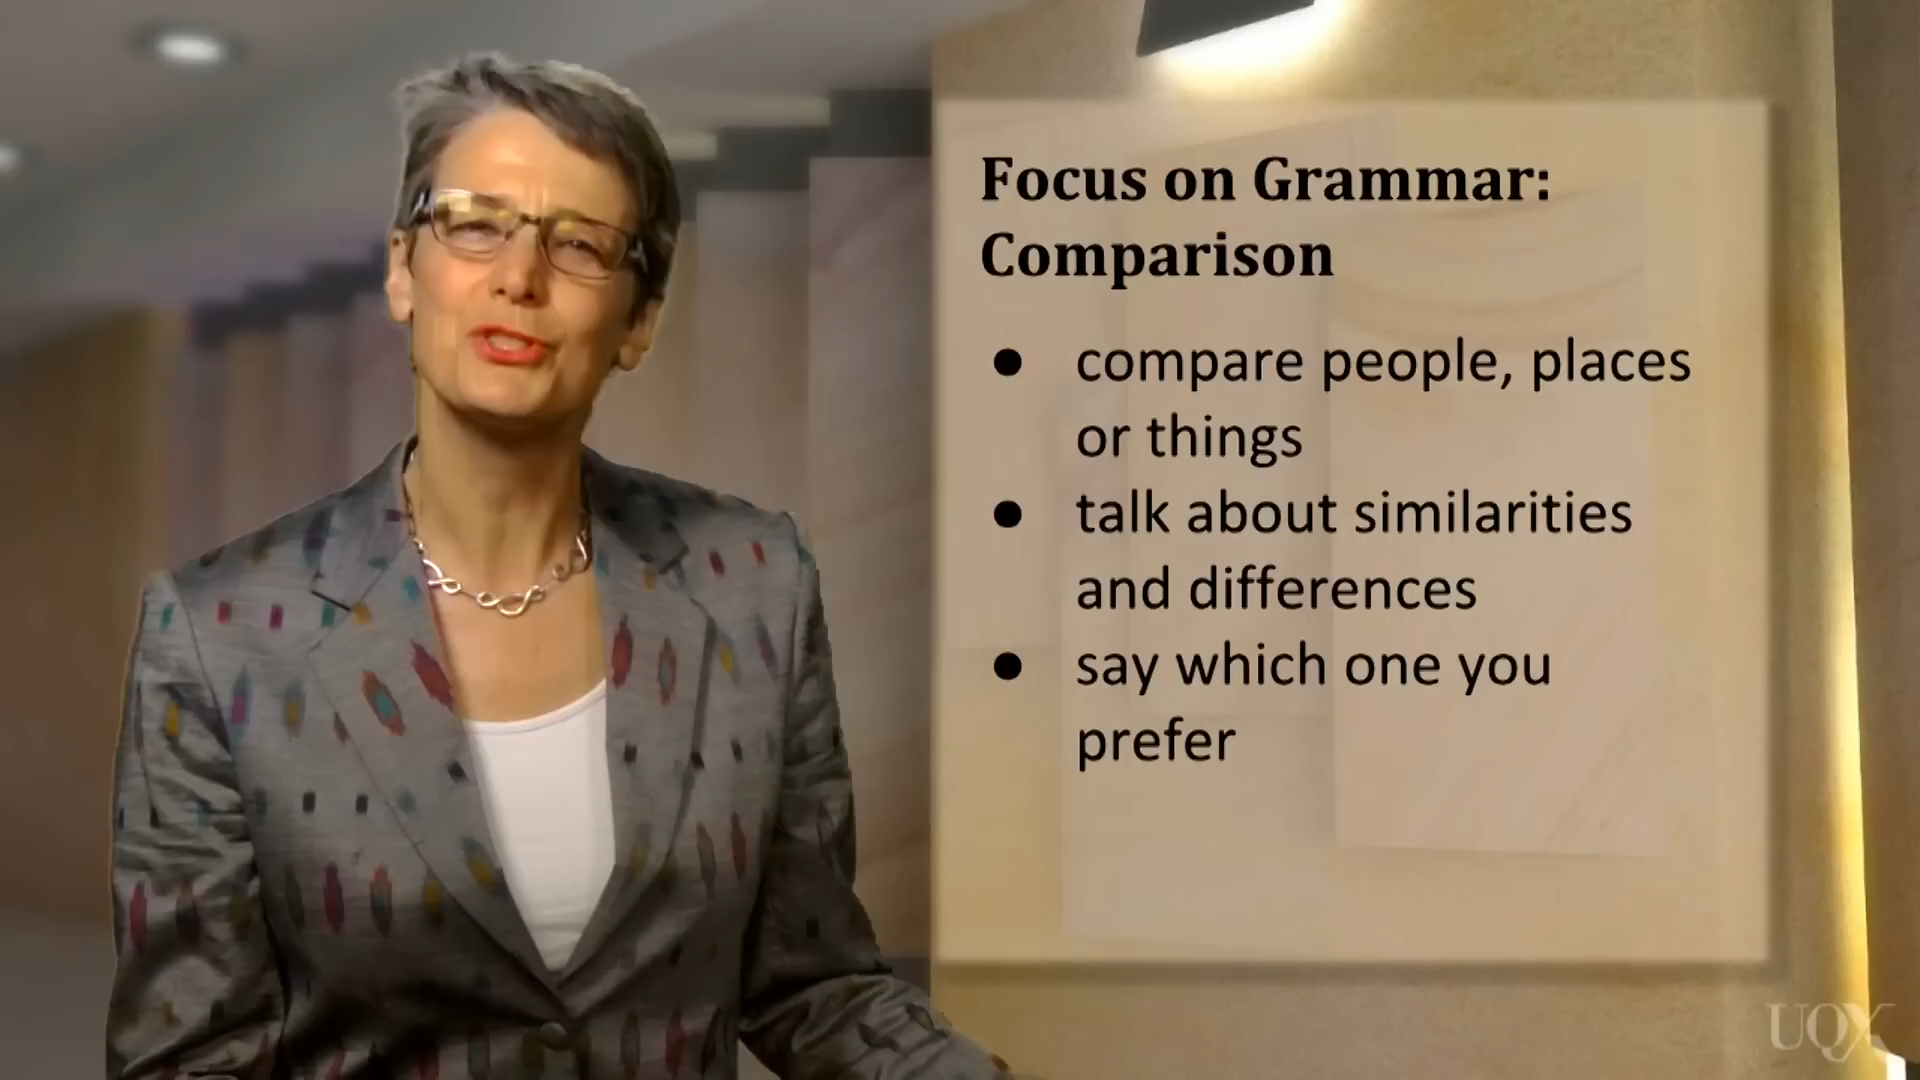 Focus on Grammar:
Comparison
● compare people, places
or things
● talk about similarities
and differences
● say which one you
prefer
UQX